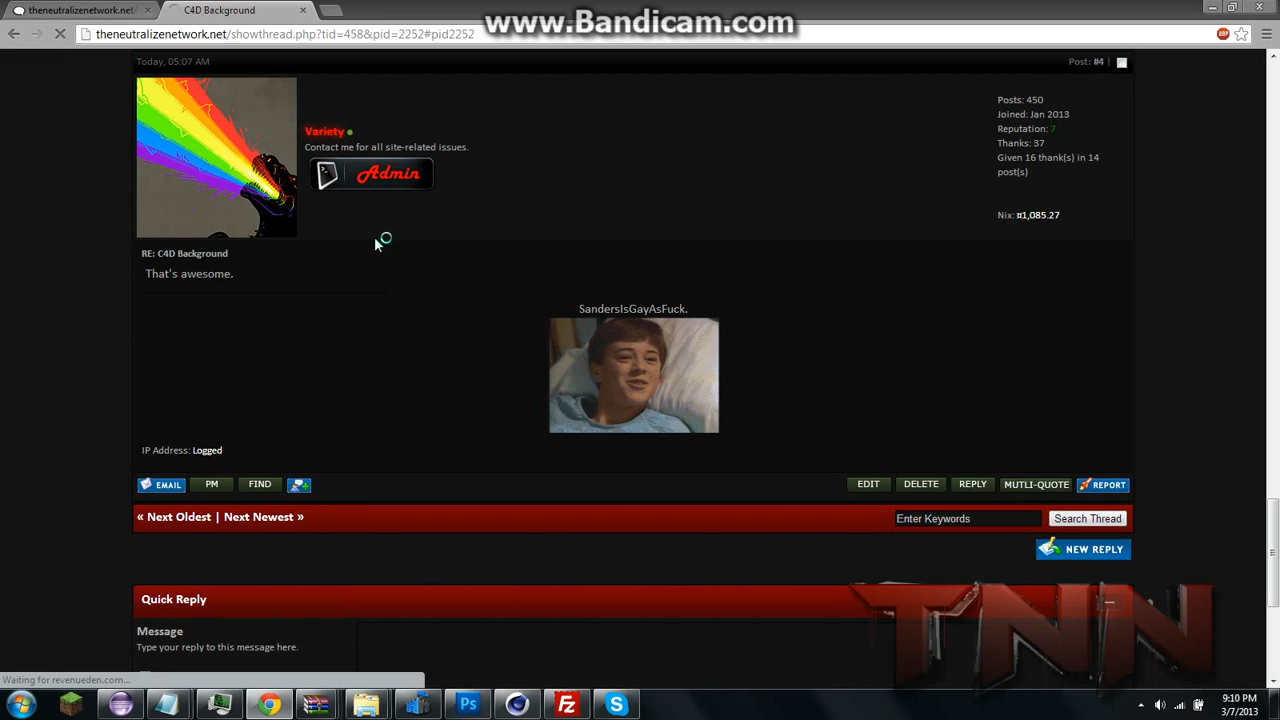 theneutralizenetwork.net/
C4D Background
www.Bandicam.com
theneutralizenetwork.net/showthread.php?tid=458&pid=2252#pid2252
ABP
Today, 05:07 AM
Post: #4 |
Variety
Contact me for all site-related issues.
Admin
Posts: 450
Joined: Jan 2013
Reputation: 7
Thanks: 37
Given 16 thank(s) in 14
post(s)
Nix: ¤1,085.27
RE: C4D Background
That's awesome.
SandersIsGayAsFuck.
IP Address: Logged
EMAIL PM FIND EDIT DELETE REPLY MUTLI-QUOTE REPORT
« Next Oldest | Next Newest »
Enter Keywords Search Thread
NEW REPLY
Quick Reply
TNN
Message
Type your reply to this message here.
Waiting for revenueden.com...
Ps
Fz
S
9:10 PM
3/7/2013